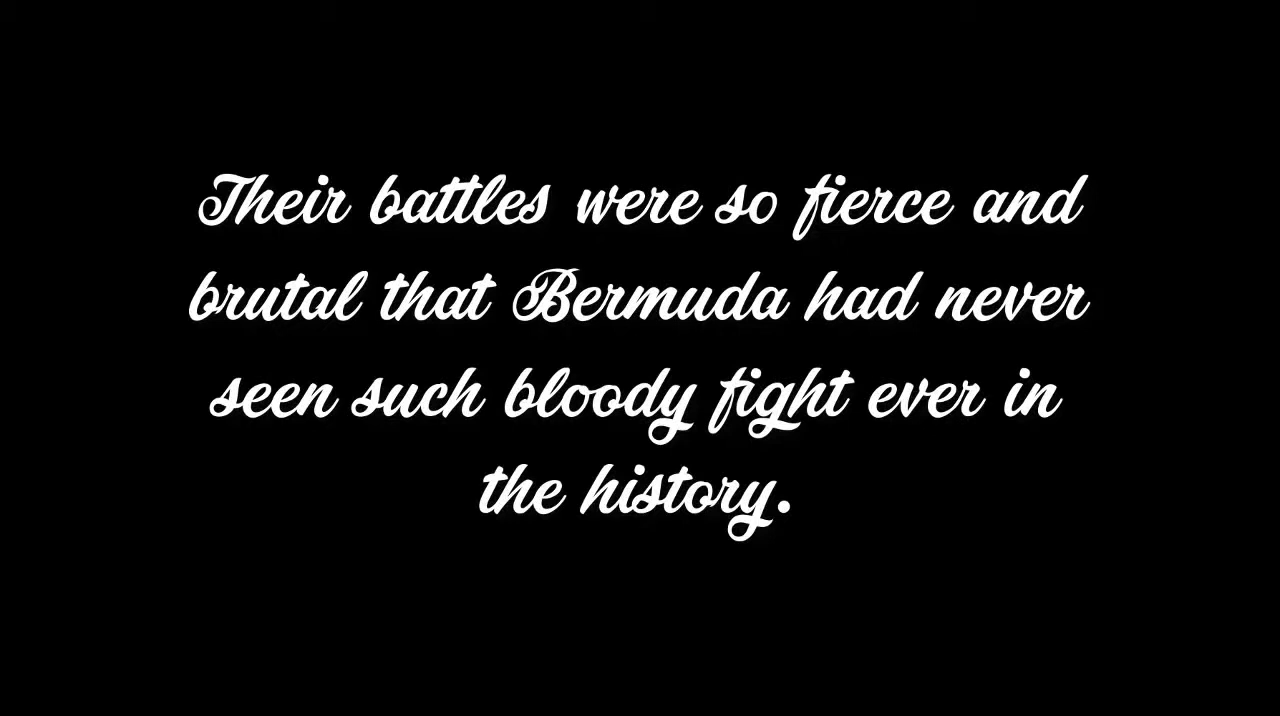 Their battles were so fierce and
brutal that Bermuda had never
seen such bloody fight ever in
the history.